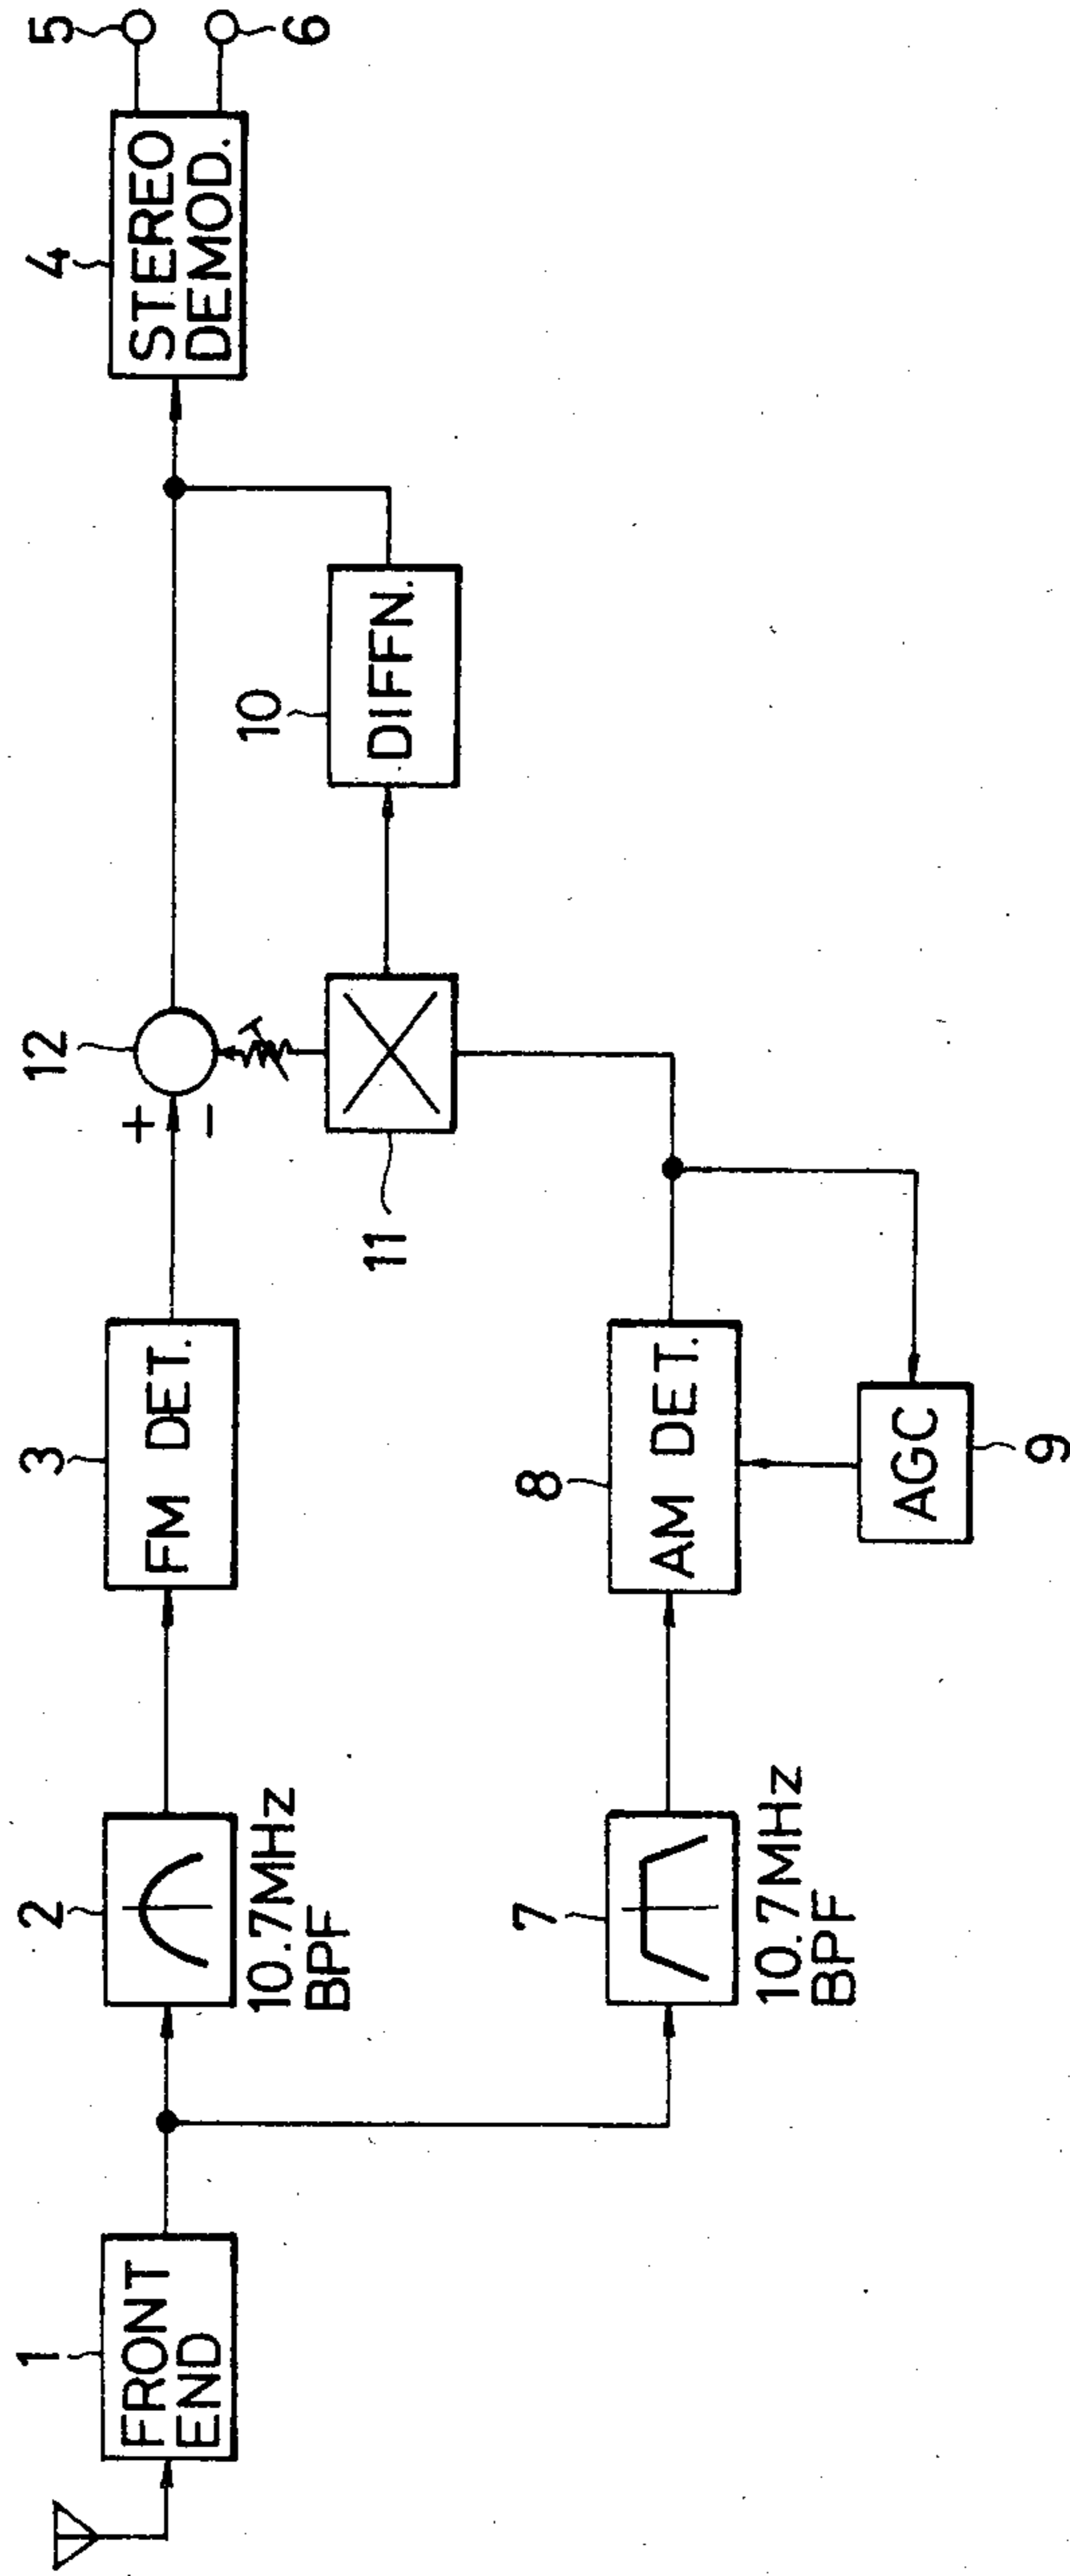 1
FRONT
END
2
10.7MHz
BPF
3
FM DET.
12
+
−
4
STEREO
DEMOD.
5
6
10
DIFFN.
11
7
10.7MHz
BPF
8
AM DET.
AGC
9